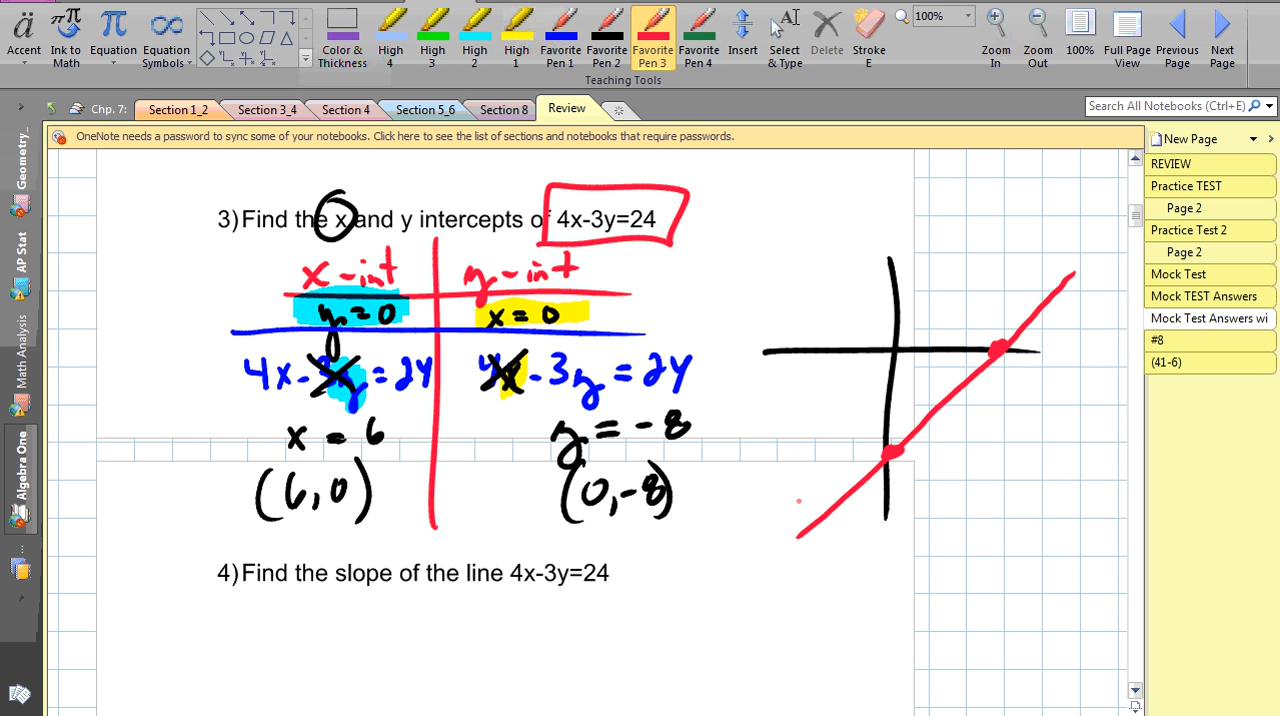 Accent
Ink to Math
Equation
Equation Symbols
Color & Thickness
High 4
High 3
High 2
High 1
Favorite Pen 1
Favorite Pen 2
Favorite Pen 3
Favorite Pen 4
Insert
Select & Type
Delete
Stroke
100%
Zoom In
Zoom Out
100%
Full Page View
Previous Page
Next Page
Teaching Tools
Chp. 7:
Section 1_2
Section 3_4
Section 4
Section 5_6
Section 8
Review
Search All Notebooks (Ctrl+E)
OneNote needs a password to sync some of your notebooks. Click here to see the list of sections and notebooks that require passwords.
New Page
REVIEW
Practice TEST
Page 2
Practice Test 2
Page 2
Mock Test
Mock TEST Answers
Mock Test Answers wi
#8
(41-6)
Geometry
AP Stat
Math Analysis
Algebra One
3) Find the x and y intercepts of 4x-3y=24
x-int
y-int
y=0
x=0
4x-3y=24
4x-3y=24
x=6
y=-8
(6,0)
(0,-8)
4) Find the slope of the line 4x-3y=24